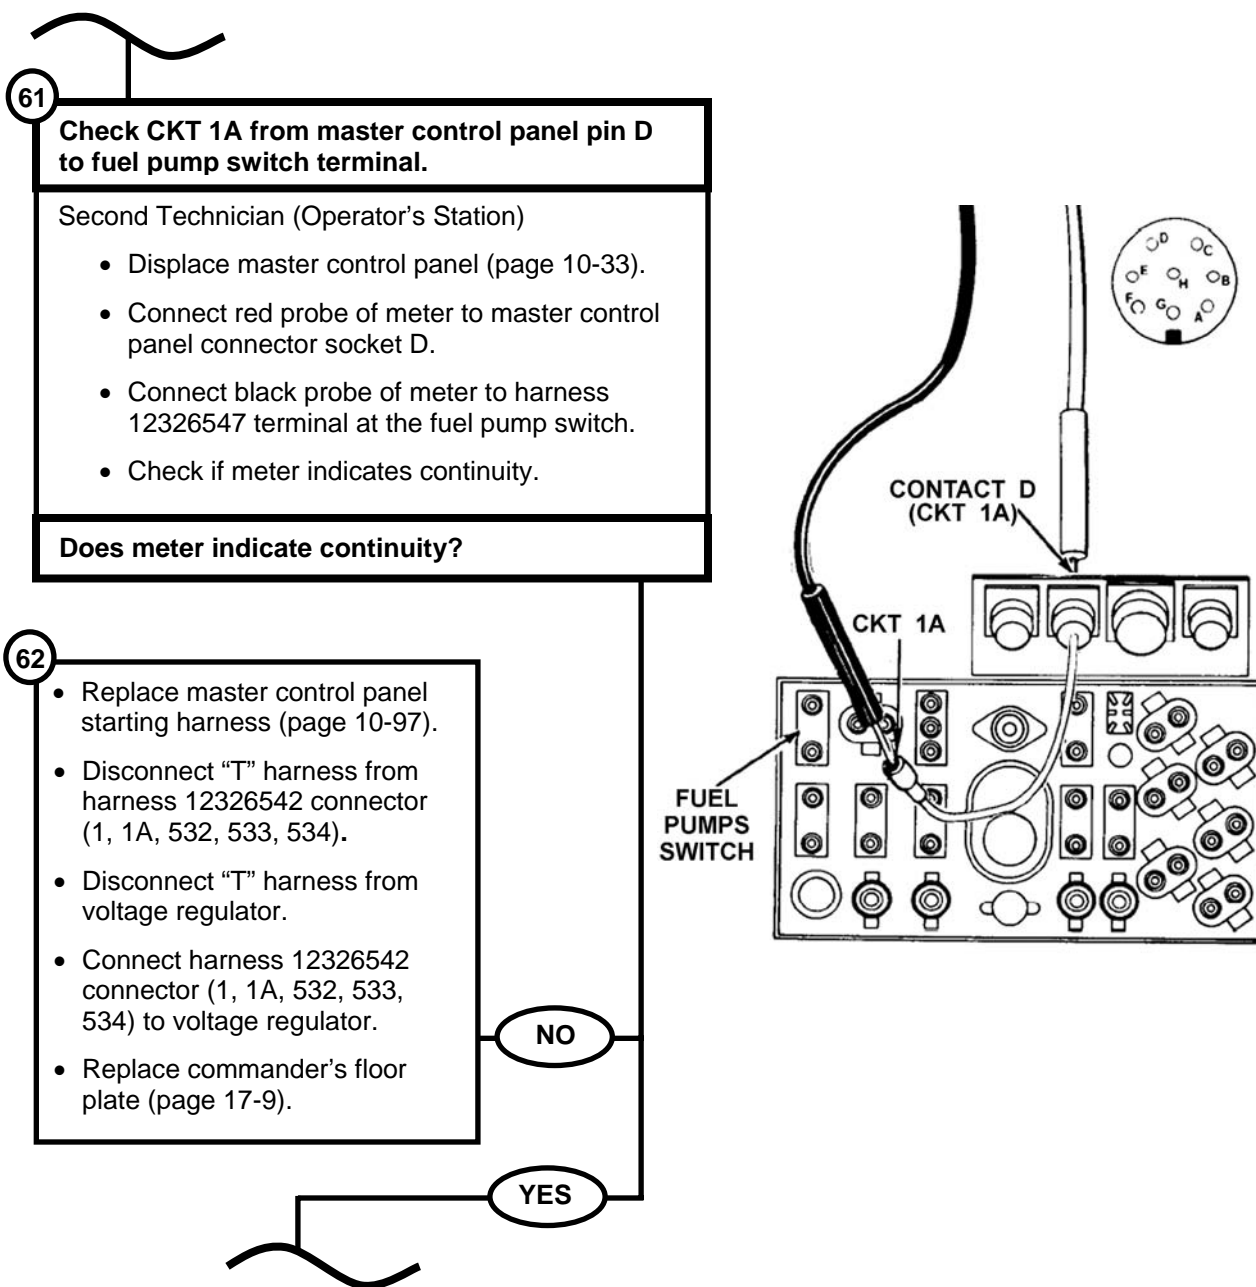 61
Check CKT 1A from master control panel pin D
to fuel pump switch terminal.
Second Technician (Operator’s Station)
• Displace master control panel (page 10-33).
• Connect red probe of meter to master control
panel connector socket D.
• Connect black probe of meter to harness
12326547 terminal at the fuel pump switch.
• Check if meter indicates continuity.
Does meter indicate continuity?
62
• Replace master control panel
starting harness (page 10-97).
• Disconnect “T” harness from
harness 12326542 connector
(1, 1A, 532, 533, 534).
• Disconnect “T” harness from
voltage regulator.
• Connect harness 12326542
connector (1, 1A, 532, 533,
534) to voltage regulator.
• Replace commander’s floor
plate (page 17-9).
NO
YES
D
C
E
H
B
F
G
A
CONTACT D
(CKT 1A)
CKT 1A
FUEL
PUMPS
SWITCH